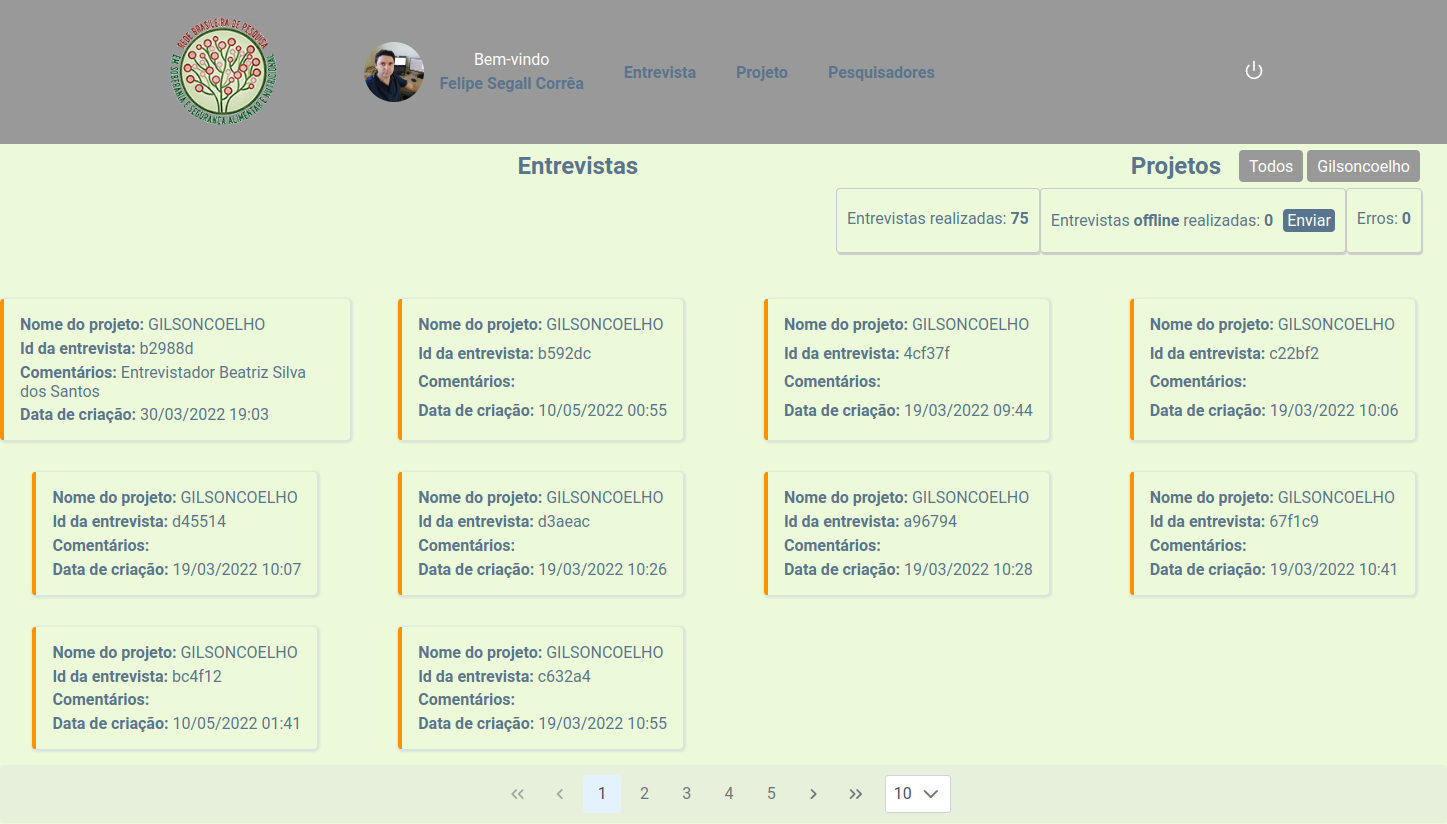 REDE BRASILEIRA DE PESQUISA
EM SOBERANIA E SEGURANÇA ALIMENTAR E NUTRICIONAL
Bem-vindo
Felipe Segall Corrêa
Entrevista
Projeto
Pesquisadores
Entrevistas
Projetos
Todos
Gilsoncoelho
Entrevistas realizadas: 75
Entrevistas offline realizadas: 0
Enviar
Erros: 0
Nome do projeto: GILSONCOELHO
Id da entrevista: b2988d
Comentários: Entrevistador Beatriz Silva
dos Santos
Data de criação: 30/03/2022 19:03
Nome do projeto: GILSONCOELHO
Id da entrevista: b592dc
Comentários:
Data de criação: 10/05/2022 00:55
Nome do projeto: GILSONCOELHO
Id da entrevista: 4cf37f
Comentários:
Data de criação: 19/03/2022 09:44
Nome do projeto: GILSONCOELHO
Id da entrevista: c22bf2
Comentários:
Data de criação: 19/03/2022 10:06
Nome do projeto: GILSONCOELHO
Id da entrevista: d45514
Comentários:
Data de criação: 19/03/2022 10:07
Nome do projeto: GILSONCOELHO
Id da entrevista: d3aeac
Comentários:
Data de criação: 19/03/2022 10:26
Nome do projeto: GILSONCOELHO
Id da entrevista: a96794
Comentários:
Data de criação: 19/03/2022 10:28
Nome do projeto: GILSONCOELHO
Id da entrevista: 67f1c9
Comentários:
Data de criação: 19/03/2022 10:41
Nome do projeto: GILSONCOELHO
Id da entrevista: bc4f12
Comentários:
Data de criação: 10/05/2022 01:41
Nome do projeto: GILSONCOELHO
Id da entrevista: c632a4
Comentários:
Data de criação: 19/03/2022 10:55
1 2 3 4 5 10